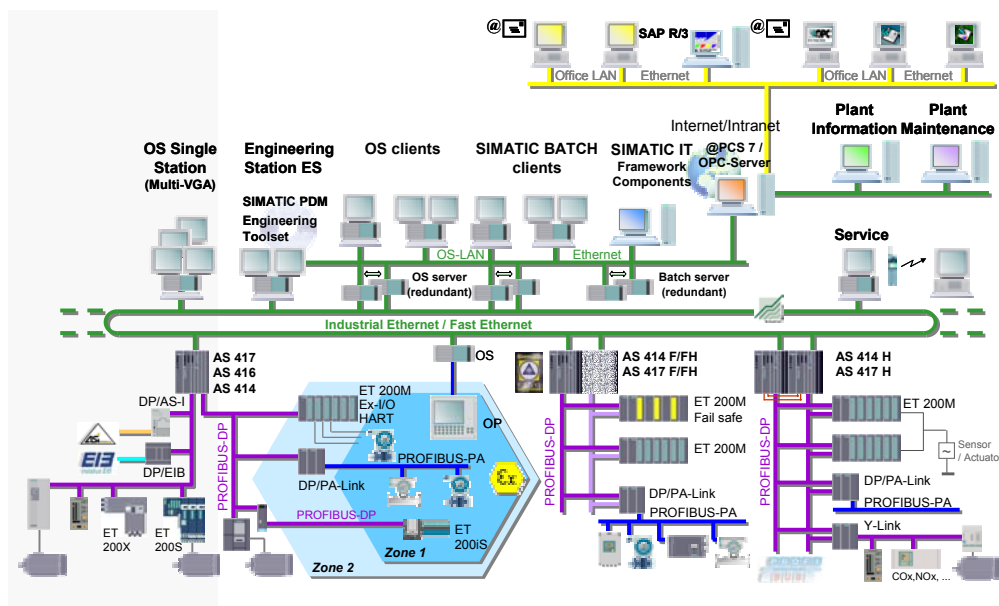 @
SAP R/3
@
OPC
Office LAN
Ethernet
Office LAN
Ethernet
Internet/Intranet
Plant
Information
Plant
Maintenance
@PCS 7 /
OPC-Server
OS Single
Station
(Multi-VGA)
Engineering
Station ES
OS clients
SIMATIC BATCH
clients
SIMATIC IT
Framework
Components
SIMATIC PDM
Engineering
Toolset
OS-LAN
Ethernet
Service
OS server
(redundant)
Batch server
(redundant)
Industrial Ethernet / Fast Ethernet
AS 417
AS 416
AS 414
OS
AS 414 F/FH
AS 417 F/FH
AS 414 H
AS 417 H
DP/AS-I
AS
EIB
DP/EIB
PROFIBUS-DP
ET 200M
Ex-I/O
HART
OP
PROFIBUS-PA
DP/PA-Link
Ex
PROFIBUS-DP
ET
200iS
Zone 1
Zone 2
ET
200X
ET
200S
PROFIBUS-DP
ET 200M
Fail safe
ET 200M
DP/PA-Link
PROFIBUS-PA
PROFIBUS-DP
ET 200M
Sensor
/ Actuato
~
DP/PA-Link
PROFIBUS-PA
Y-Link
COx,NOx, ...